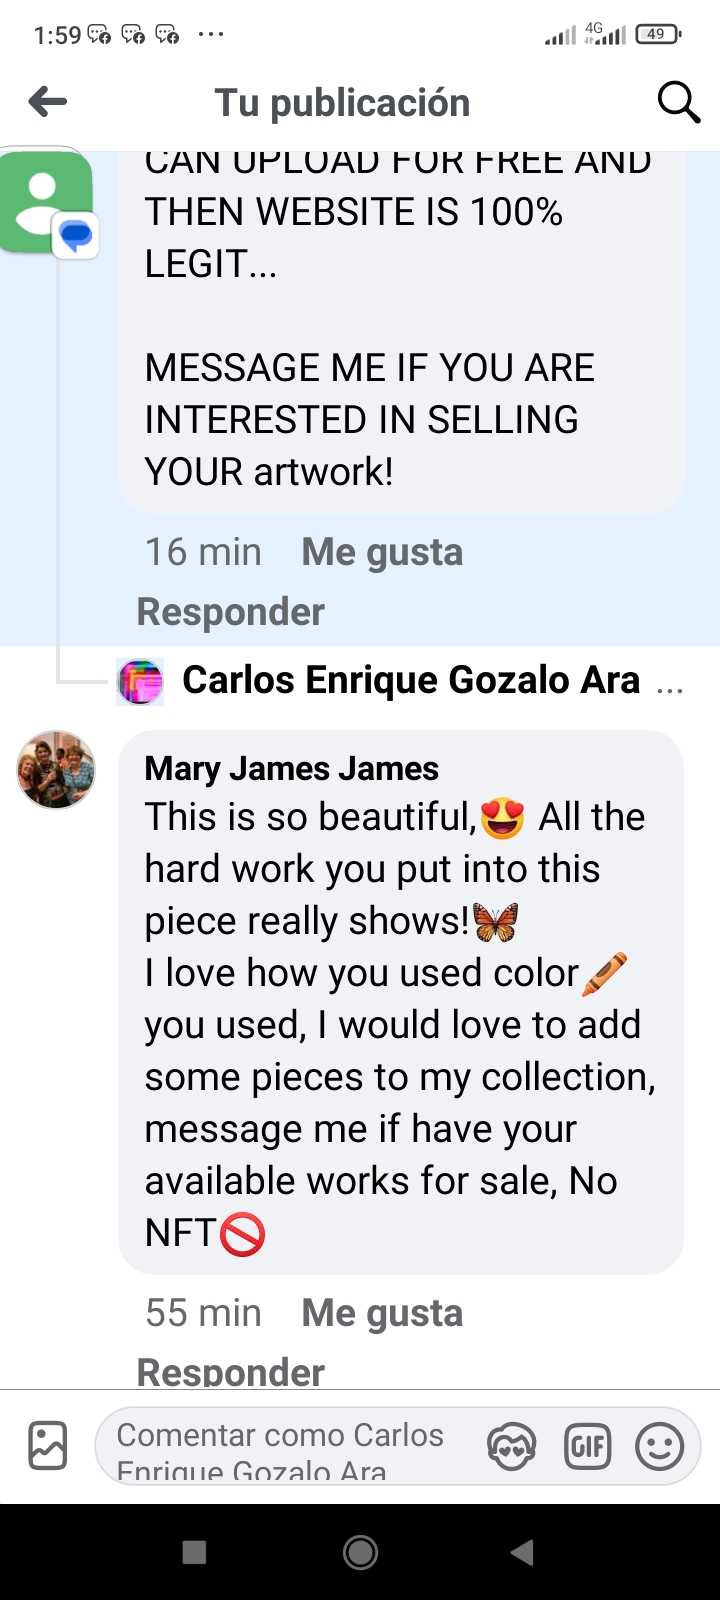 1:59
4G
49
Tu publicación
CAN UPLOAD FOR FREE AND
THEN WEBSITE IS 100%
LEGIT...
MESSAGE ME IF YOU ARE
INTERESTED IN SELLING
YOUR artwork!
16 min Me gusta
Responder
Carlos Enrique Gozalo Ara ...
Mary James James
This is so beautiful,😍 All the
hard work you put into this
piece really shows!🦋
I love how you used color🖍️
you used, I would love to add
some pieces to my collection,
message me if have your
available works for sale, No
NFT🚫
55 min Me gusta
Responder
Comentar como Carlos
Enrique Gozalo Ara
GIF